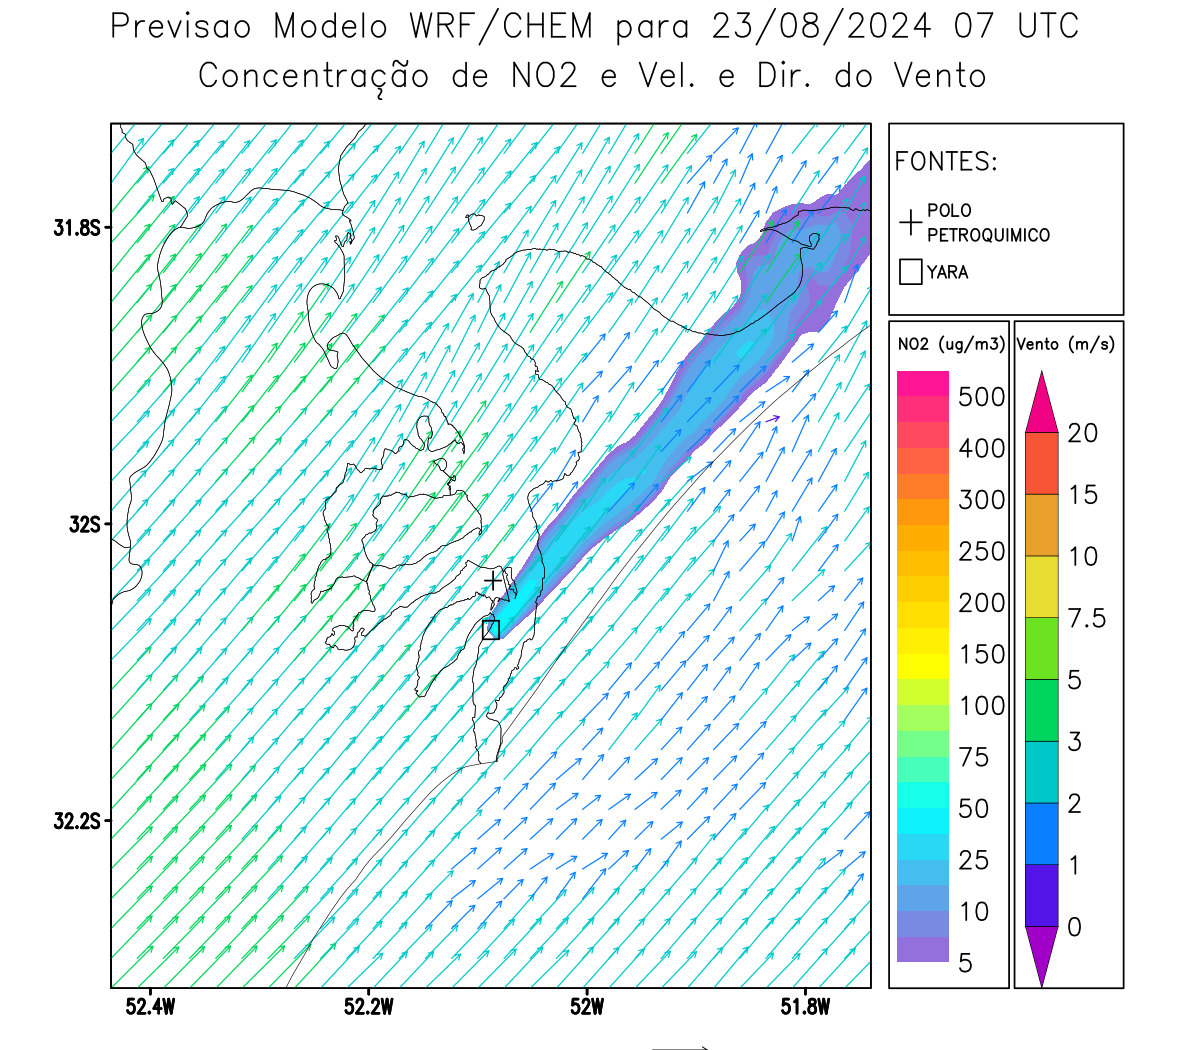 Previsao Modelo WRF/CHEM para 23/08/2024 07 UTC
Concentração de NO2 e Vel. e Dir. do Vento
FONTES:
POLO
PETROQUIMICO
YARA
31.8S
32S
32.2S
52.4W
52.2W
52W
51.8W
NO2 (ug/m3)
500
400
300
250
200
150
100
75
50
25
10
5
Vento (m/s)
20
15
10
7.5
5
3
2
1
0